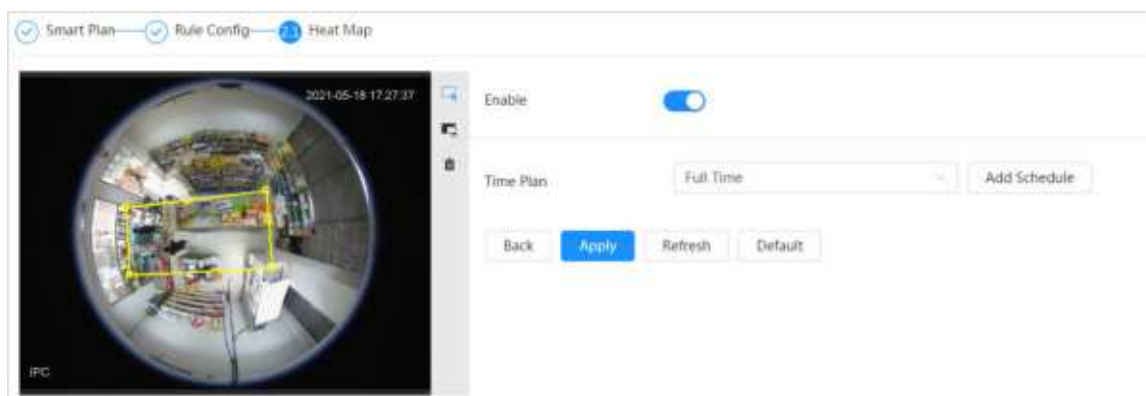 Smart Plan Rule Config 2.1 Heat Map
2021-05-18 17:27:37
Enable
Time Plan Full Time Add Schedule
Back Apply Refresh Default
IPC